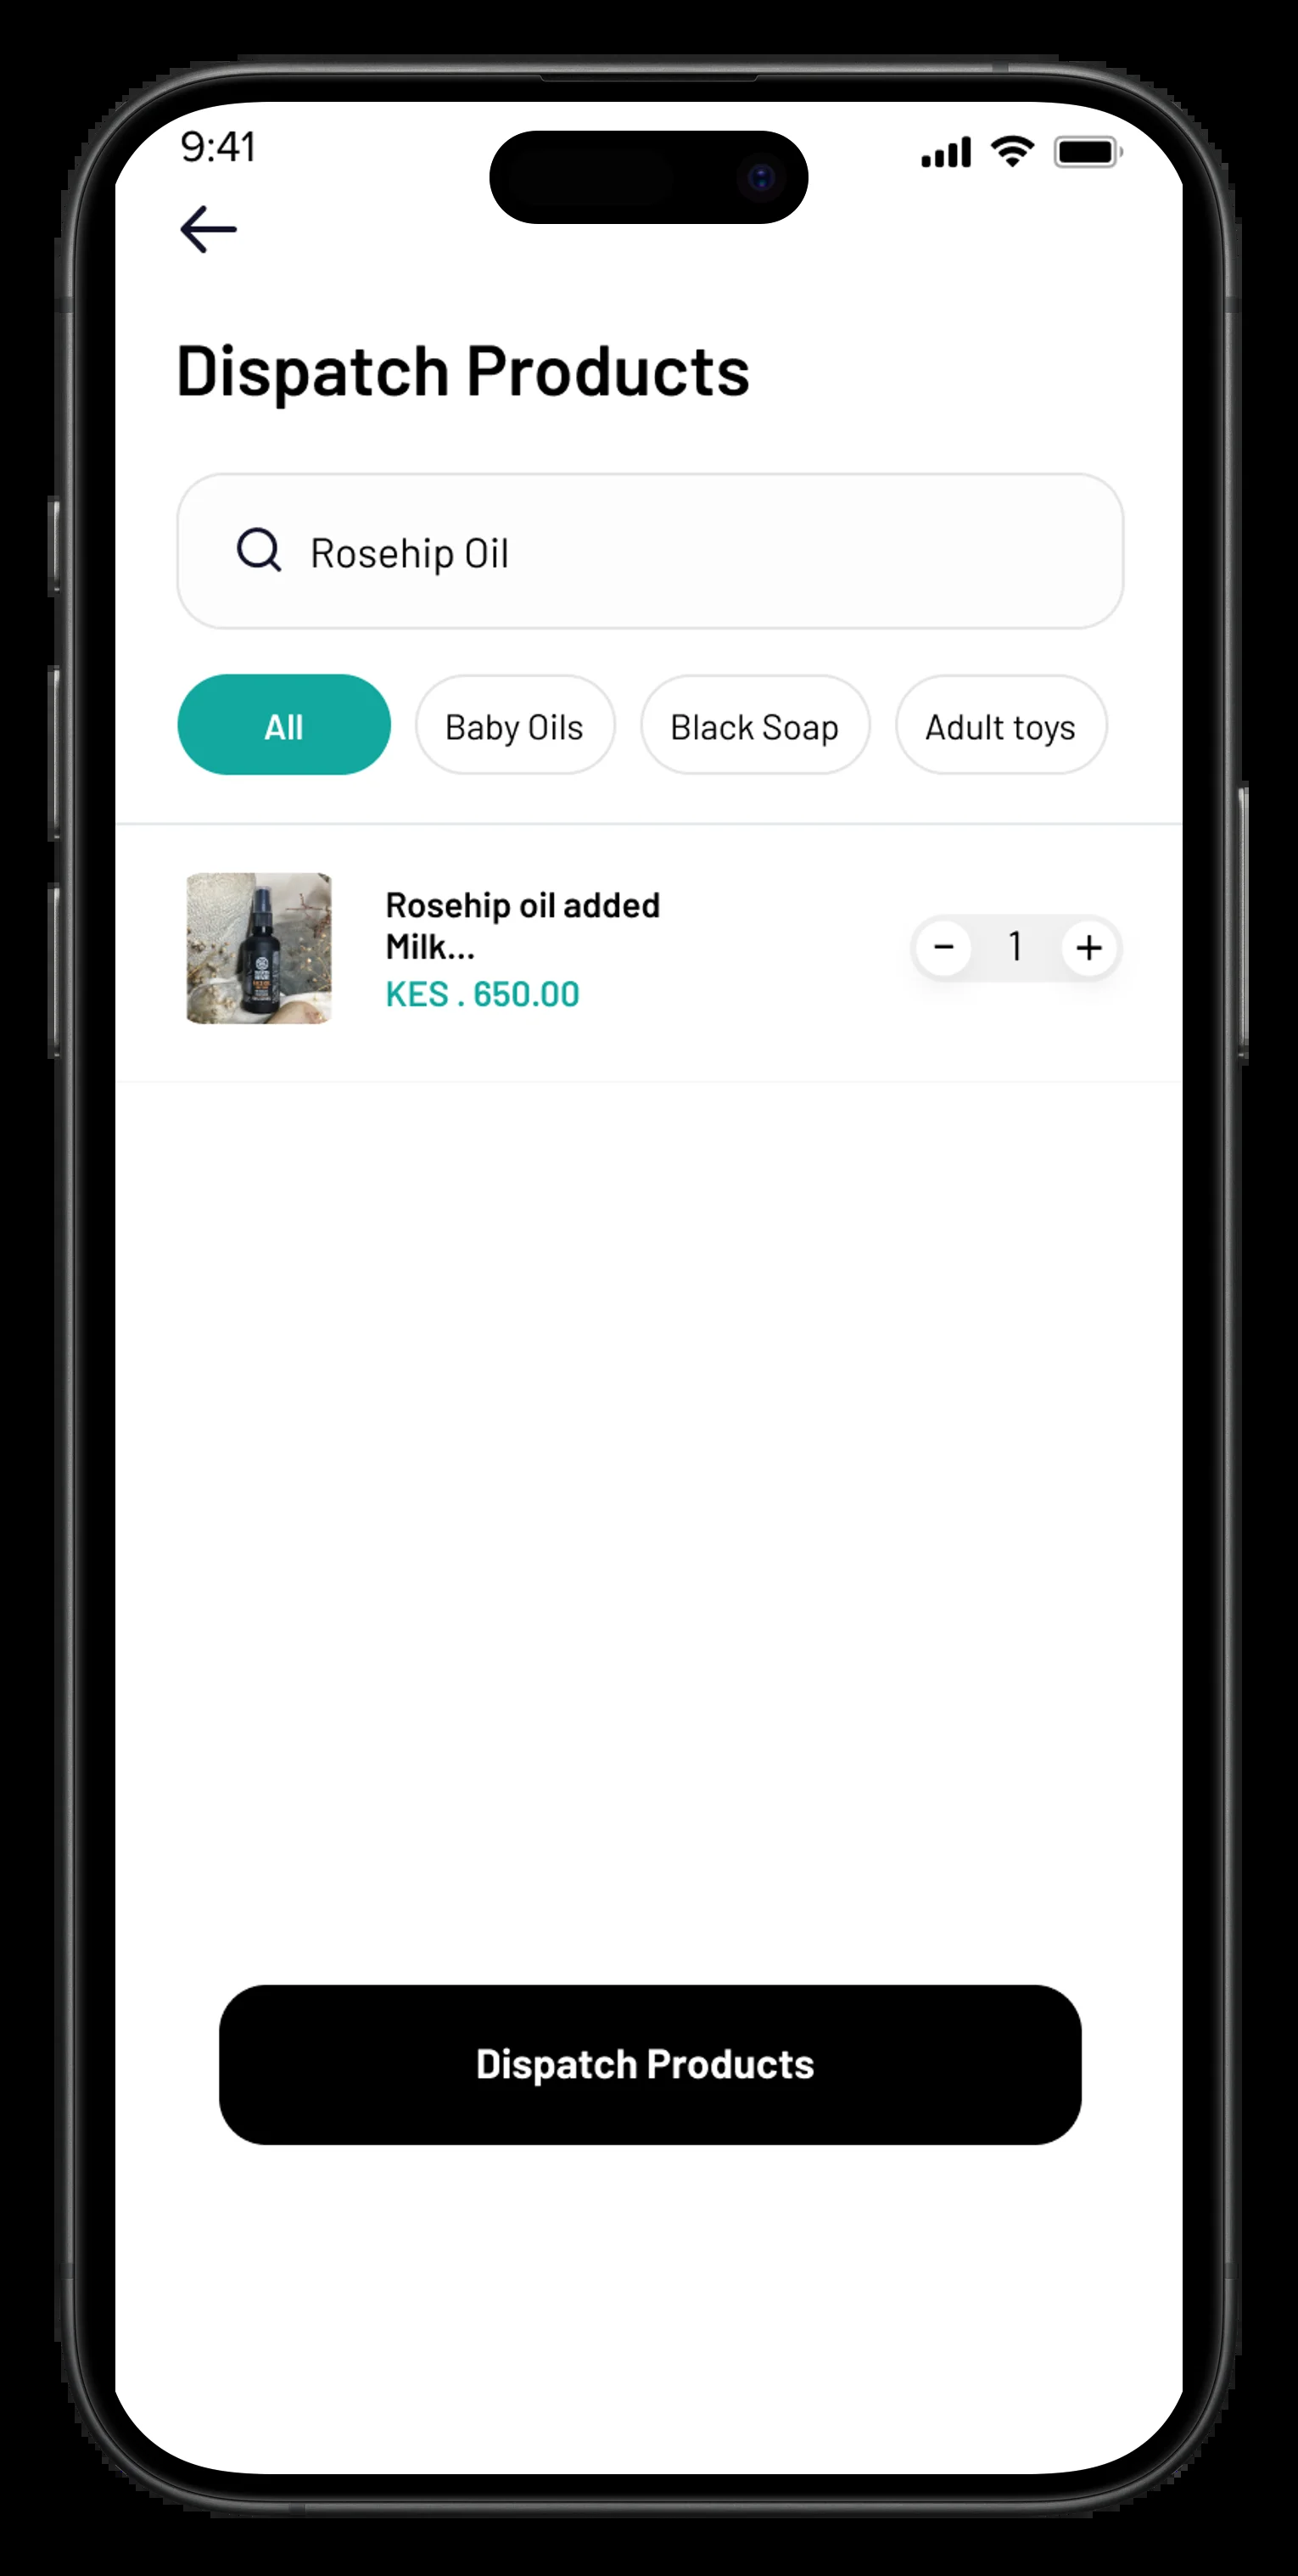 9:41
Dispatch Products
Rosehip Oil
All
Baby Oils
Black Soap
Adult toys
Rosehip oil added
Milk...
KES . 650.00
− 1 +
Dispatch Products